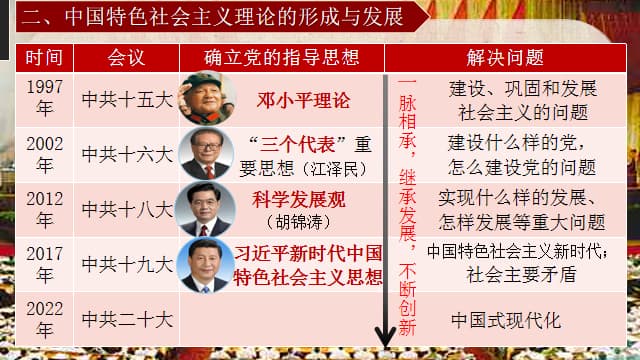 二、中国特色社会主义理论的形成与发展
时间 会议 确立党的指导思想 解决问题
1997年 中共十五大 邓小平理论 建设、巩固和发展
社会主义的问题
2002年 中共十六大 “三个代表”重
要思想（江泽民） 建设什么样的党，
怎么建设党的问题
2012年 中共十八大 科学发展观
（胡锦涛） 实现什么样的发展、
怎样发展等重大问题
2017年 中共十九大 习近平新时代中国
特色社会主义思想 中国特色社会主义新时代；
社会主要矛盾
2022年 中共二十大 中国式现代化
一脉相承，继承发展，不断创新